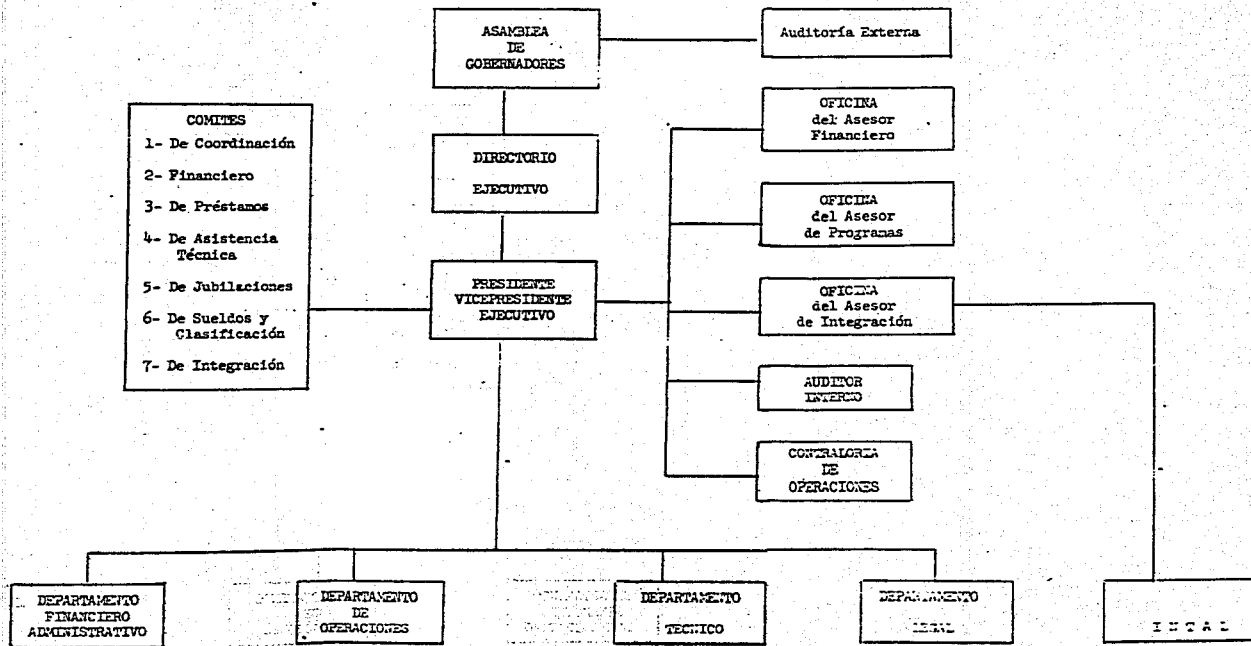 ASAMBLEA
DE
GOBERNADORES
Auditoría Externa
COMITES
1- De Coordinación
2- Financiero
3- De Préstamos
4- De Asistencia
Técnica
5- De Jubilaciones
6- De Sueldos y
Clasificación
7- De Integración
DIRECTORIO
EJECUTIVO
PRESIDENTE
VICEPRESIDENTE
EJECUTIVO
OFICINA
del Asesor
Financiero
OFICINA
del Asesor
de Programas
OFICINA
del Asesor
de Integración
AUDITOR
INTERNO
CONTRALORIA
DE
OPERACIONES
DEPARTAMENTO
FINANCIERO
ADMINISTRATIVO
DEPARTAMENTO
DE
OPERACIONES
DEPARTAMENTO
TECNICO
DEPARTAMENTO
LEGAL
I N T A L